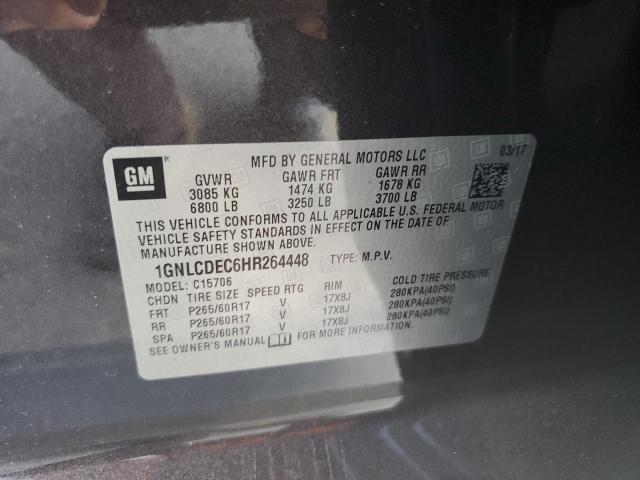 GM
®
MFD BY GENERAL MOTORS LLC 03/17
GVWR GAWR FRT GAWR RR
3085 KG 1474 KG 1678 KG
6800 LB 3250 LB 3700 LB
THIS VEHICLE CONFORMS TO ALL APPLICABLE U.S. FEDERAL MOTOR
VEHICLE SAFETY STANDARDS IN EFFECT ON THE DATE OF
MANUFACTURE SHOWN ABOVE.
1GNLCDEC6HR264448 TYPE: M.P.V.
MODEL: C15706
CHDN TIRE SIZE SPEED RTG RIM COLD TIRE PRESSURE
FRT P265/60R17 V 17X8J 280KPA(40PSI)
RR P265/60R17 V 17X8J 280KPA(40PSI)
SPA P265/60R17 V 17X8J 280KPA(40PSI)
SEE OWNER'S MANUAL FOR MORE INFORMATION.